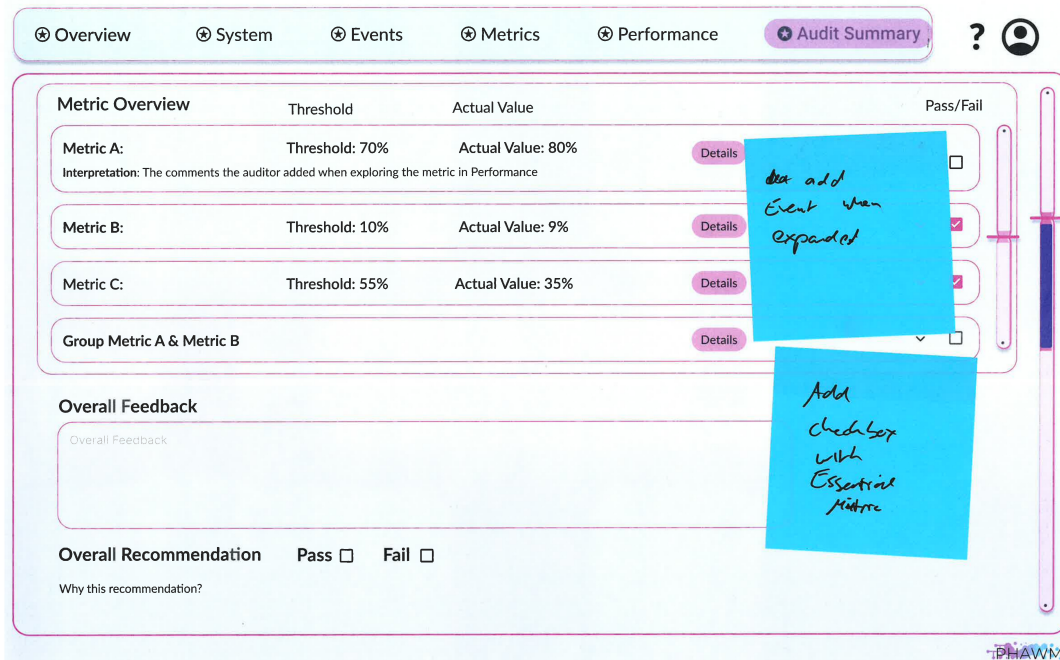 Overview System Events Metrics Performance Audit Summary ?
Metric Overview Threshold Actual Value Pass/Fail
Metric A: Threshold: 70% Actual Value: 80% Details
Interpretation: The comments the auditor added when exploring the metric in Performance
Metric B: Threshold: 10% Actual Value: 9% Details
Metric C: Threshold: 55% Actual Value: 35% Details
Group Metric A & Metric B Details
add
Event when
expanded
Overall Feedback
Overall Feedback
Add
Checkbox
with
Essential
Metric
Overall Recommendation Pass Fail
Why this recommendation?
PHAWM